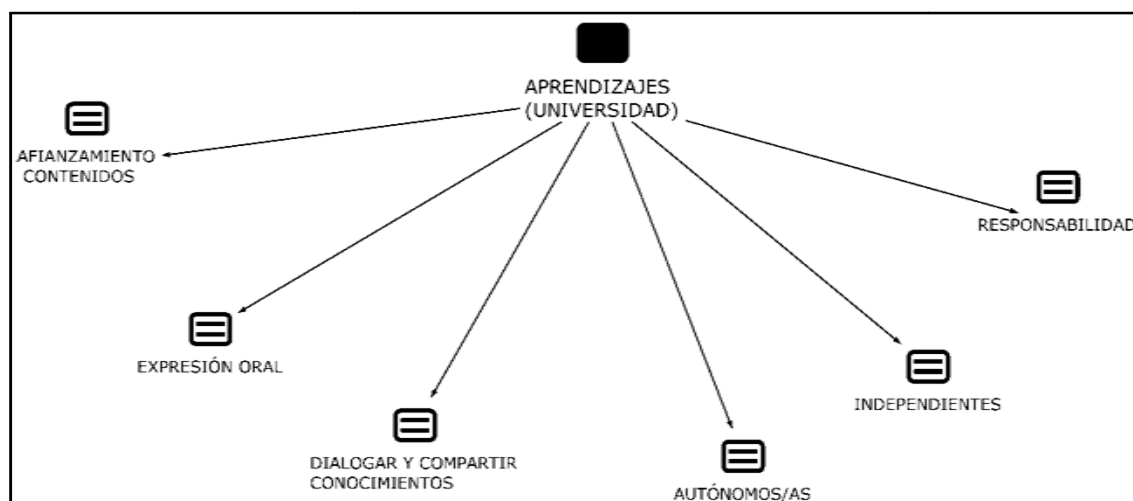 APRENDIZAJES
(UNIVERSIDAD)
AFIANZAMIENTO
CONTENIDOS
RESPONSABILIDAD
EXPRESIÓN ORAL
INDEPENDIENTES
DIALOGAR Y COMPARTIR
CONOCIMIENTOS
AUTÓNOMOS/AS